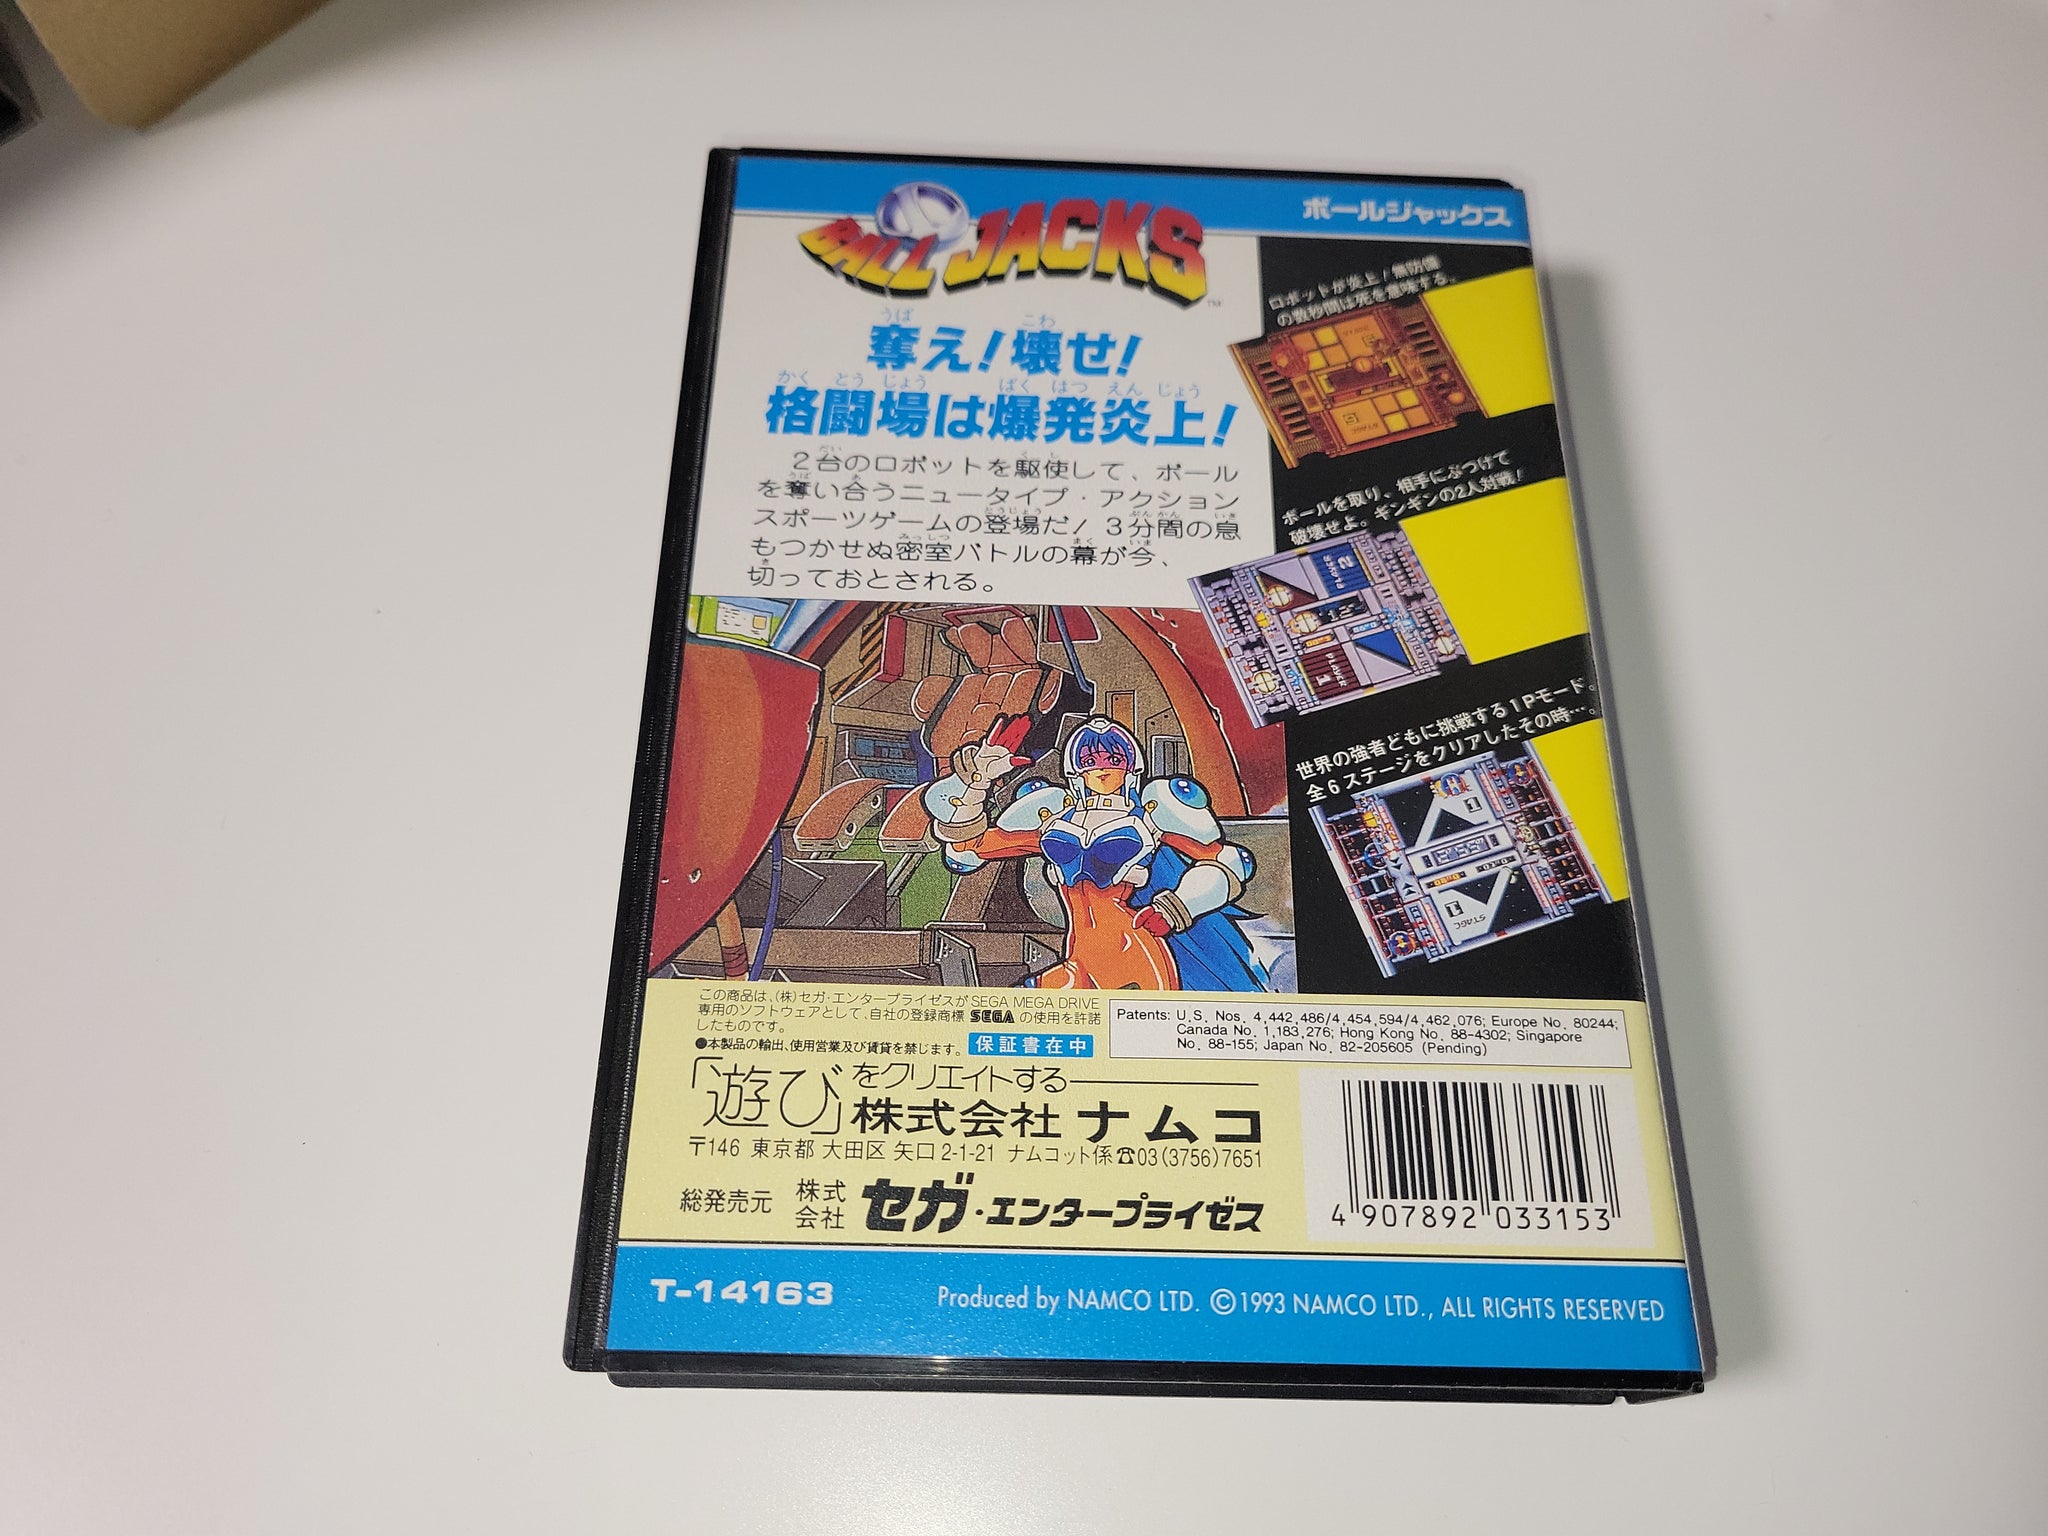 BALL JACKS™
ボールジャックス
奪え!壊せ!
格闘場は爆発炎上!
2台のロボットを駆使して、ボール
を奪い合うニュータイプ・アクション
スポーツゲームの登場だ!3分間の息
もつかせぬ密室バトルの幕が今、
切っておとされる。
ロボットが炎上!無防備
の数秒間は死を意味する。
ボールを取り、相手にぶつけて
破壊せよ。ギンギンの2人対戦!
世界の強者どもに挑戦する1Pモード。
全6ステージをクリアしたその時…。
この商品は、(株)セガ・エンタープライゼスがSEGA MEGA DRIVE
専用のソフトウェアとして、自社の登録商標 SEGA の使用を許諾
したものです。
●本製品の輸出、使用営業及び賃貸を禁じます。 保証書在中
Patents: U.S. Nos. 4,442,486/4,454,594/4,462,076; Europe No. 80244;
Canada No. 1,183,276; Hong Kong No. 88-4302; Singapore
No. 88-155; Japan No. 82-205605 (Pending)
「遊び」をクリエイトする
株式会社 ナムコ
〒146 東京都 大田区 矢口 2-1-21 ナムコット係☎03(3756)7651
総発売元 株式会社 セガ・エンタープライゼス
4 907892 033153
T-14163
Produced by NAMCO LTD. ©1993 NAMCO LTD., ALL RIGHTS RESERVED